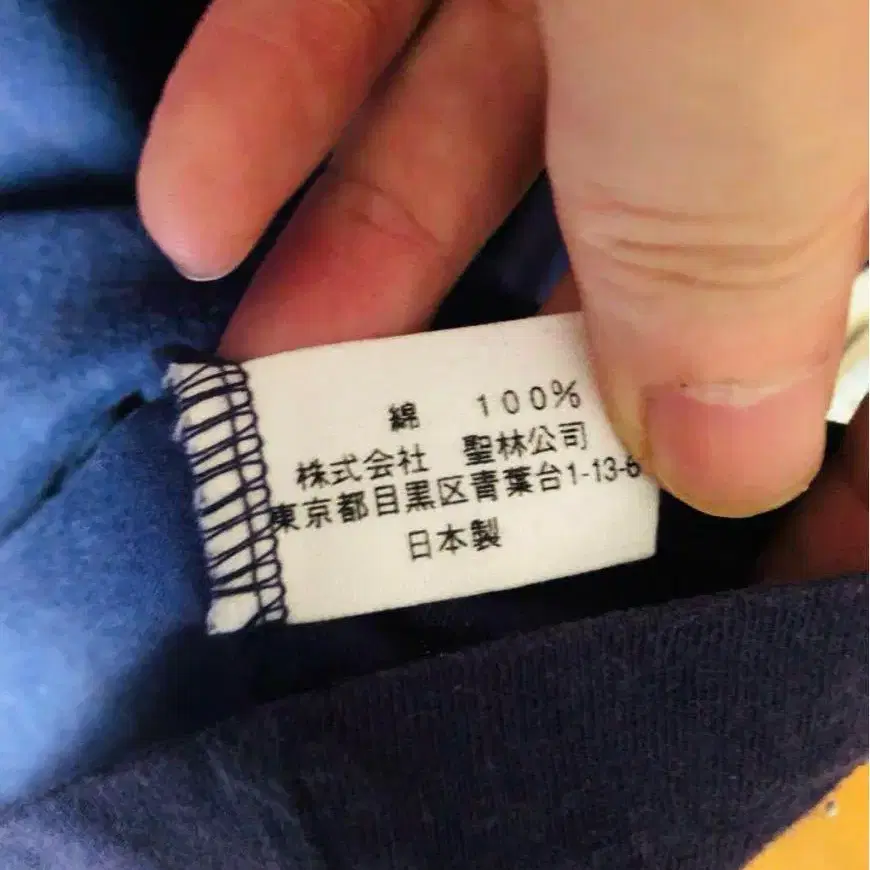 綿 100%
株式会社 聖林公司
東京都目黒区青葉台1-13-6
日本製